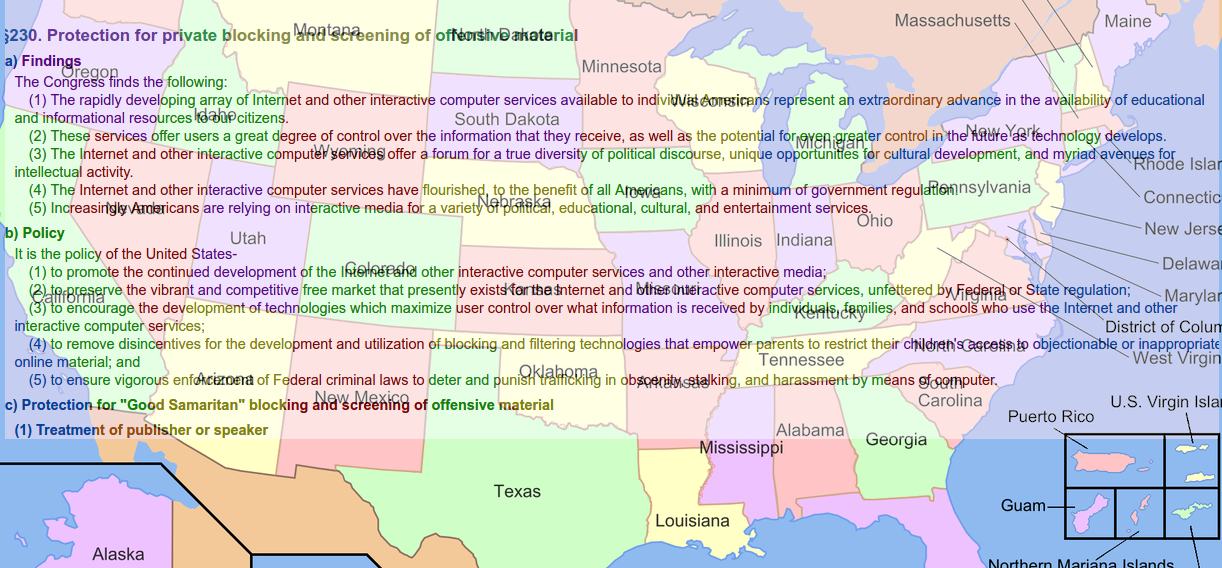 §230. Protection for private blocking and screening of offensive material
a) Findings
The Congress finds the following:
(1) The rapidly developing array of Internet and other interactive computer services available to individual Americans represent an extraordinary advance in the availability of educational
and informational resources to our citizens.
(2) These services offer users a great degree of control over the information that they receive, as well as the potential for even greater control in the future as technology develops.
(3) The Internet and other interactive computer services offer a forum for a true diversity of political discourse, unique opportunities for cultural development, and myriad avenues for
intellectual activity.
(4) The Internet and other interactive computer services have flourished, to the benefit of all Americans, with a minimum of government regulation.
(5) Increasingly Americans are relying on interactive media for a variety of political, educational, cultural, and entertainment services.
b) Policy
It is the policy of the United States-
(1) to promote the continued development of the Internet and other interactive computer services and other interactive media;
(2) to preserve the vibrant and competitive free market that presently exists for the Internet and other interactive computer services, unfettered by Federal or State regulation;
(3) to encourage the development of technologies which maximize user control over what information is received by individuals, families, and schools who use the Internet and other
interactive computer services;
(4) to remove disincentives for the development and utilization of blocking and filtering technologies that empower parents to restrict their children's access to objectionable or inappropriate
online material; and
(5) to ensure vigorous enforcement of Federal criminal laws to deter and punish trafficking in obscenity, stalking, and harassment by means of computer.
c) Protection for "Good Samaritan" blocking and screening of offensive material
(1) Treatment of publisher or speaker
Massachusetts
Maine
Montana
North Dakota
Oregon
Minnesota
Idaho
Wisconsin
South Dakota
New York
Wyoming
Michigan
Rhode Islan
Nevada
Nebraska
Iowa
Pennsylvania
Connectic
Utah
Illinois
Indiana
Ohio
New Jerse
Colorado
Delawar
California
Kansas
Missouri
Virginia
Marylan
Kentucky
District of Colum
North Carolina
West Virgin
Arizona
Oklahoma
Tennessee
New Mexico
Arkansas
South
Carolina
U.S. Virgin Islan
Puerto Rico
Mississippi
Alabama
Georgia
Texas
Louisiana
Guam
Alaska
Northern Mariana Islands